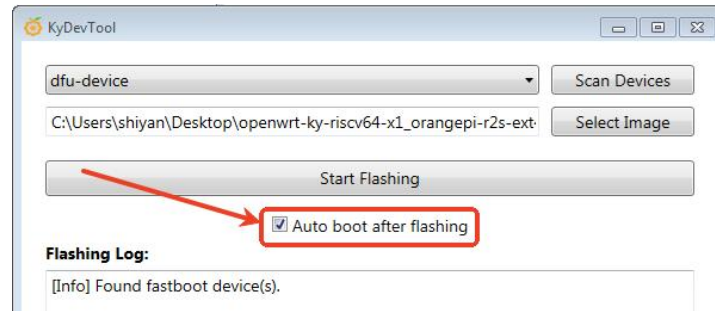 KyDevTool
dfu-device
Scan Devices
C:\Users\shiyan\Desktop\openwrt-ky-riscv64-x1_orangepi-r2s-ext
Select Image
Start Flashing
Auto boot after flashing
Flashing Log:
[Info] Found fastboot device(s).